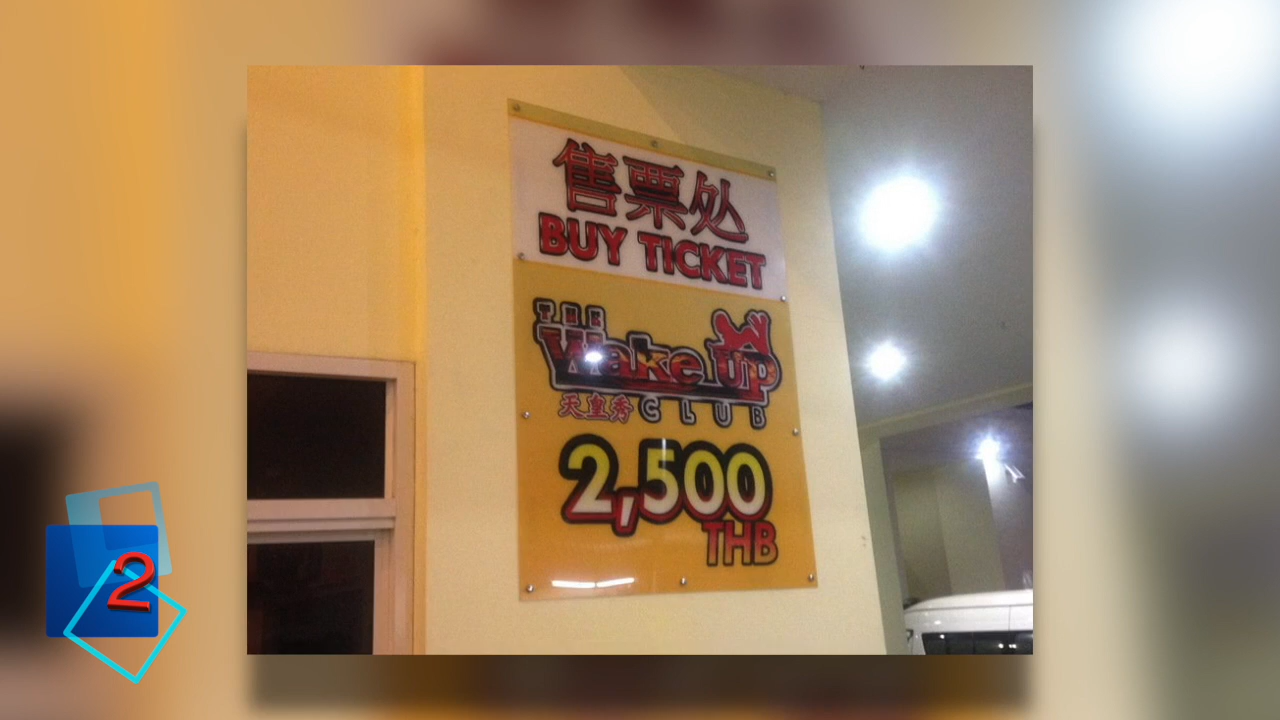 售票处
BUY TICKET
THE
Wake up
天皇秀 CLUB
2,500
THB
2